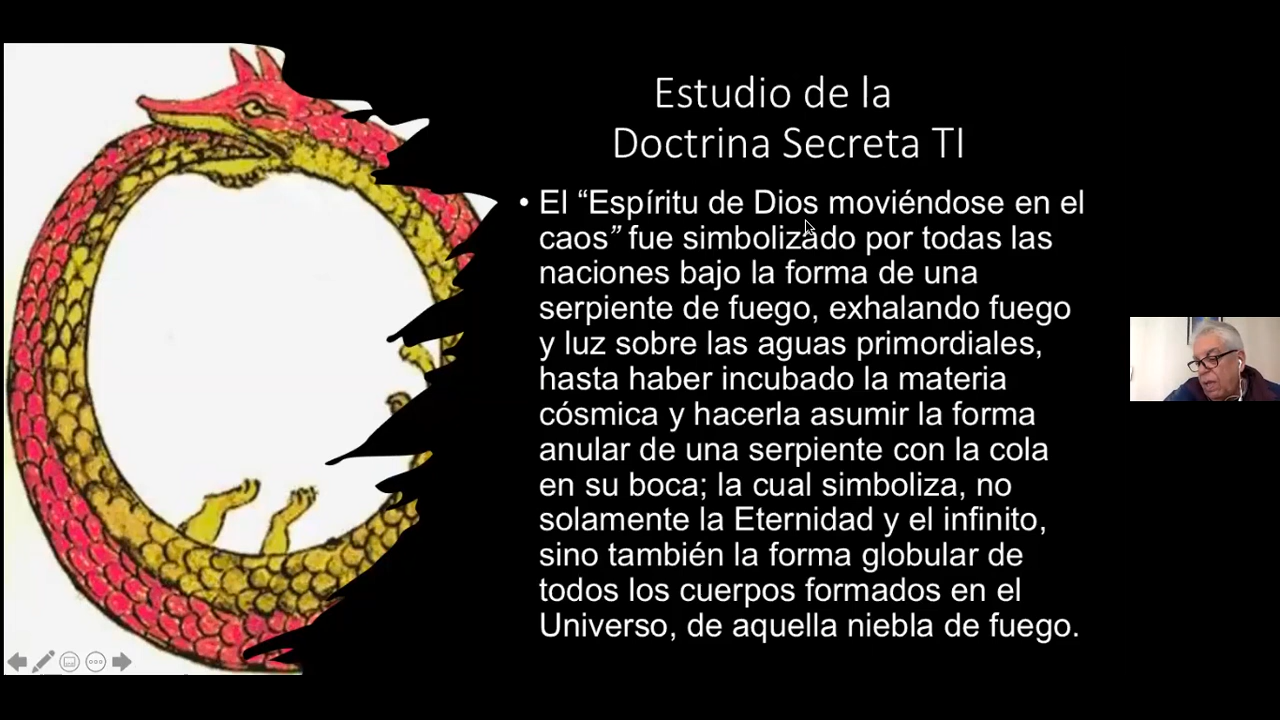 Estudio de la
Doctrina Secreta TI
• El “Espíritu de Dios moviéndose en el
caos” fue simbolizado por todas las
naciones bajo la forma de una
serpiente de fuego, exhalando fuego
y luz sobre las aguas primordiales,
hasta haber incubado la materia
cósmica y hacerla asumir la forma
anular de una serpiente con la cola
en su boca; la cual simboliza, no
solamente la Eternidad y el infinito,
sino también la forma globular de
todos los cuerpos formados en el
Universo, de aquella niebla de fuego.